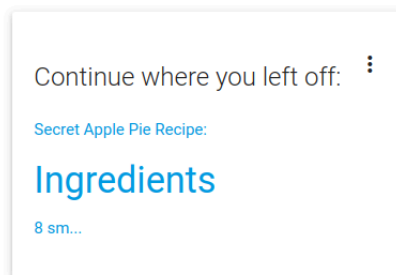 Continue where you left off:
Secret Apple Pie Recipe:
Ingredients
8 sm...